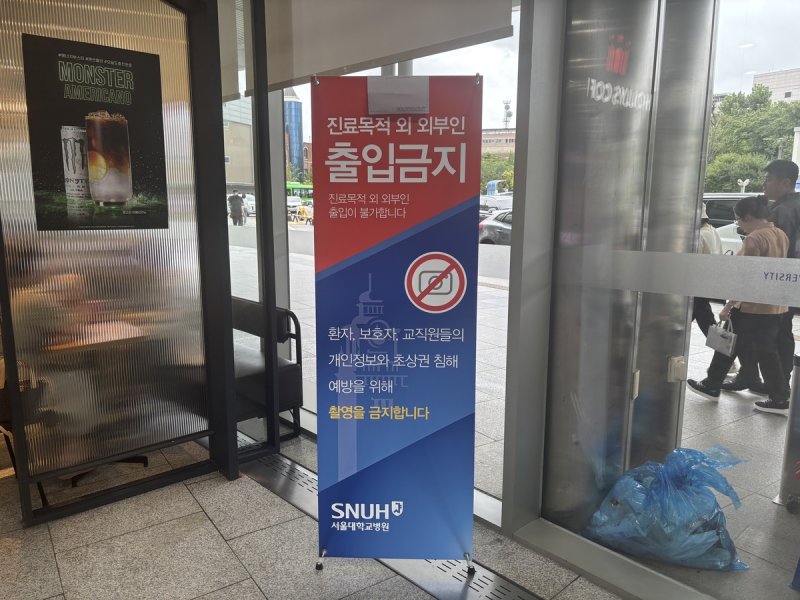 MONSTER
AMERICANO
진료목적 외 외부인
출입금지
진료목적 외 외부인
출입이 불가합니다
환자, 보호자, 교직원들의
개인정보와 초상권 침해
예방을 위해
촬영을 금지합니다
SNUH
서울대학교병원
VERSITY